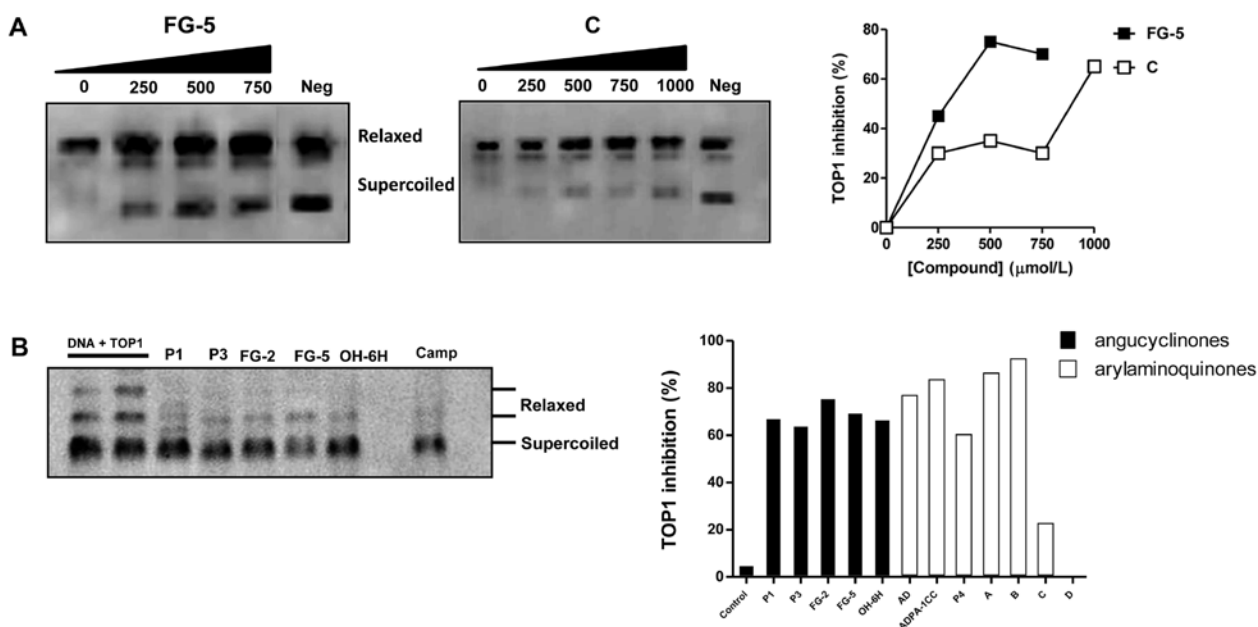 A
FG-5
0 250 500 750 Neg
Relaxed
Supercoiled
C
0 250 500 750 1000 Neg
80
60
40
20
0
TOP1 inhibition (%)
0 250 500 750 1000
[Compound] (μmol/L)
FG-5
C
B
DNA + TOP1 P1 P3 FG-2 FG-5 OH-6H Camp
Relaxed
Supercoiled
100
80
60
40
20
0
TOP1 inhibition (%)
Control P1 P3 FG-2 FG-5 OH-6H AD ADPA-1CC P4 A B C D
angucyclinones
arylaminoquinones